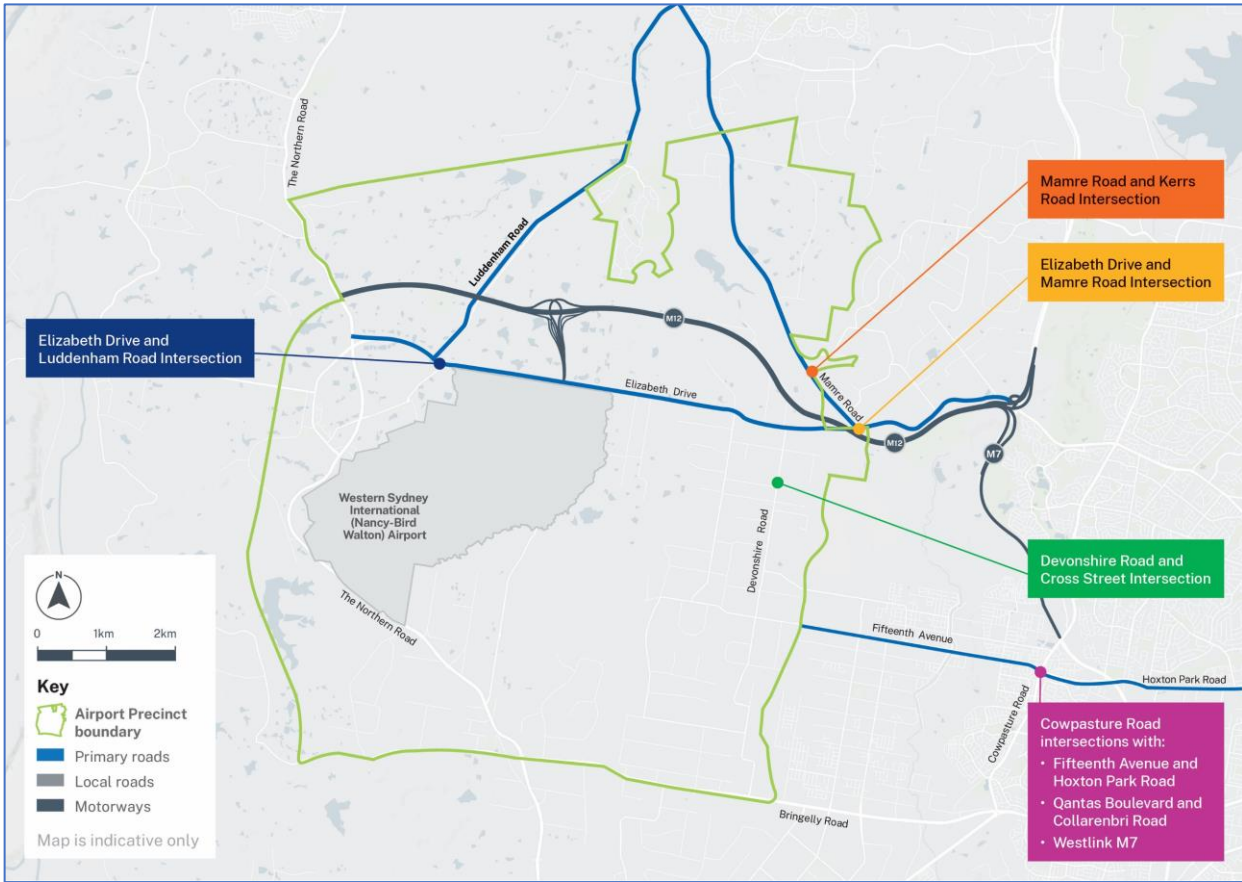 The Northern Road
Luddenham Road
Mamre Road and Kerrs
Road Intersection
Elizabeth Drive and
Mamre Road Intersection
Elizabeth Drive and
Luddenham Road Intersection
M12
Elizabeth Drive
Mamre Road
M12
M7
Western Sydney
International
(Nancy-Bird
Walton) Airport
Devonshire Road
Devonshire Road and
Cross Street Intersection
The Northern Road
Fifteenth Avenue
Hoxton Park Road
Cowpasture Road
Bringelly Road
Cowpasture Road
intersections with:
• Fifteenth Avenue and
Hoxton Park Road
• Qantas Boulevard and
Collarenbri Road
• Westlink M7
N
0 1km 2km
Key
Airport Precinct
boundary
Primary roads
Local roads
Motorways
Map is indicative only